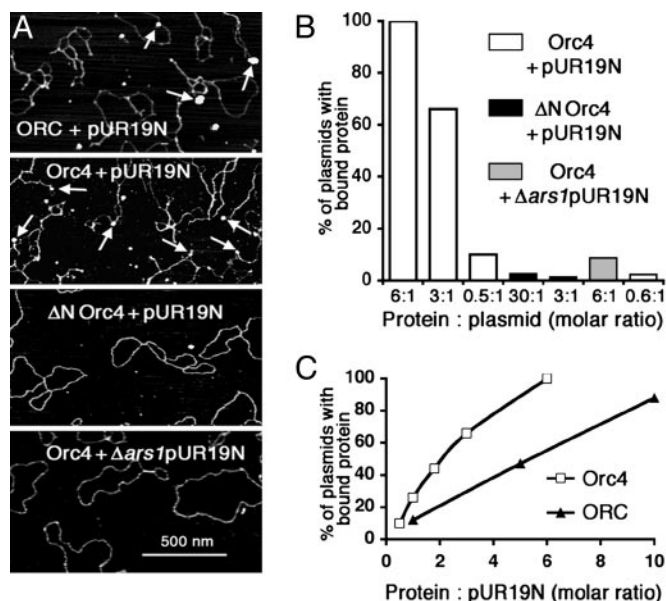 A
ORC + pUR19N
Orc4 + pUR19N
ΔN Orc4 + pUR19N
Orc4 + Δars1pUR19N
500 nm
B
% of plasmids with
bound protein
100
80
60
40
20
0
6:1 3:1 0.5:1 30:1 3:1 6:1 0.6:1
Protein : plasmid (molar ratio)
Orc4
+ pUR19N
ΔN Orc4
+ pUR19N
Orc4
+ Δars1pUR19N
C
% of plasmids with
bound protein
100
80
60
40
20
0
0 2 4 6 8 10
Protein : pUR19N (molar ratio)
Orc4
ORC